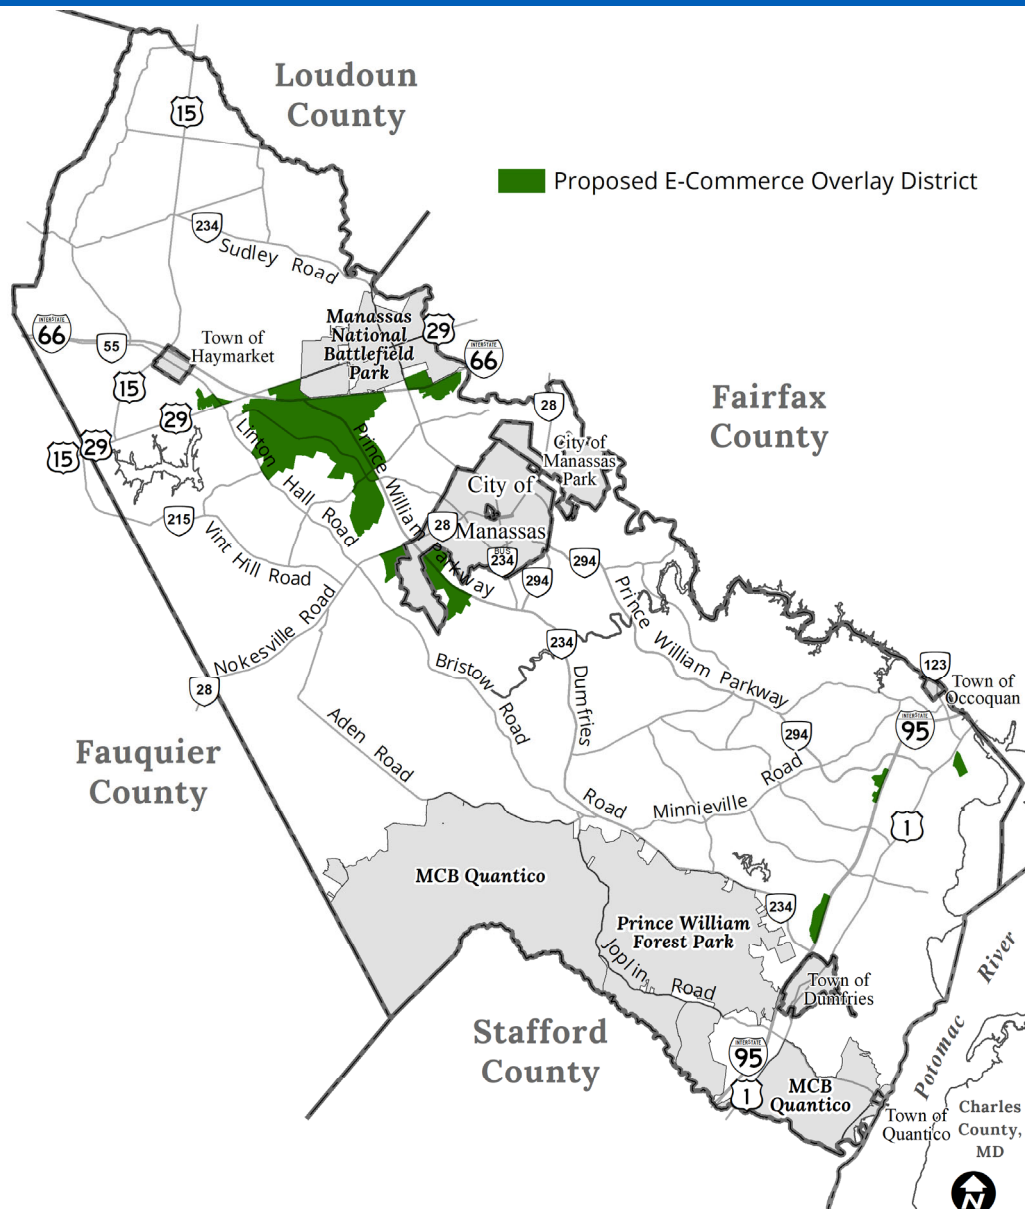 Loudoun
County
15
Proposed E-Commerce Overlay District
234
Sudley Road
Manassas
National
Battlefield
Park
29
INTERSTATE
66
55
Town of
Haymarket
INTERSTATE
66
15
29
28
Fairfax
County
15
29
Linton Hall Road
Prince William Parkway
City of
Manassas
Park
City of
Manassas
28
215
Vint Hill Road
BUS
234
294
294
Nokesville Road
Prince William Parkway
234
28
Bristow Road
Dumfries Road
123
Town of
Occoquan
INTERSTATE
95
294
Aden Road
Fauquier
County
Minnieville Road
1
MCB Quantico
234
Prince William
Forest Park
Joplin Road
Town of
Dumfries
Potomac River
Stafford
County
INTERSTATE
95
1
MCB
Quantico
Town of
Quantico
Charles
County,
MD
N